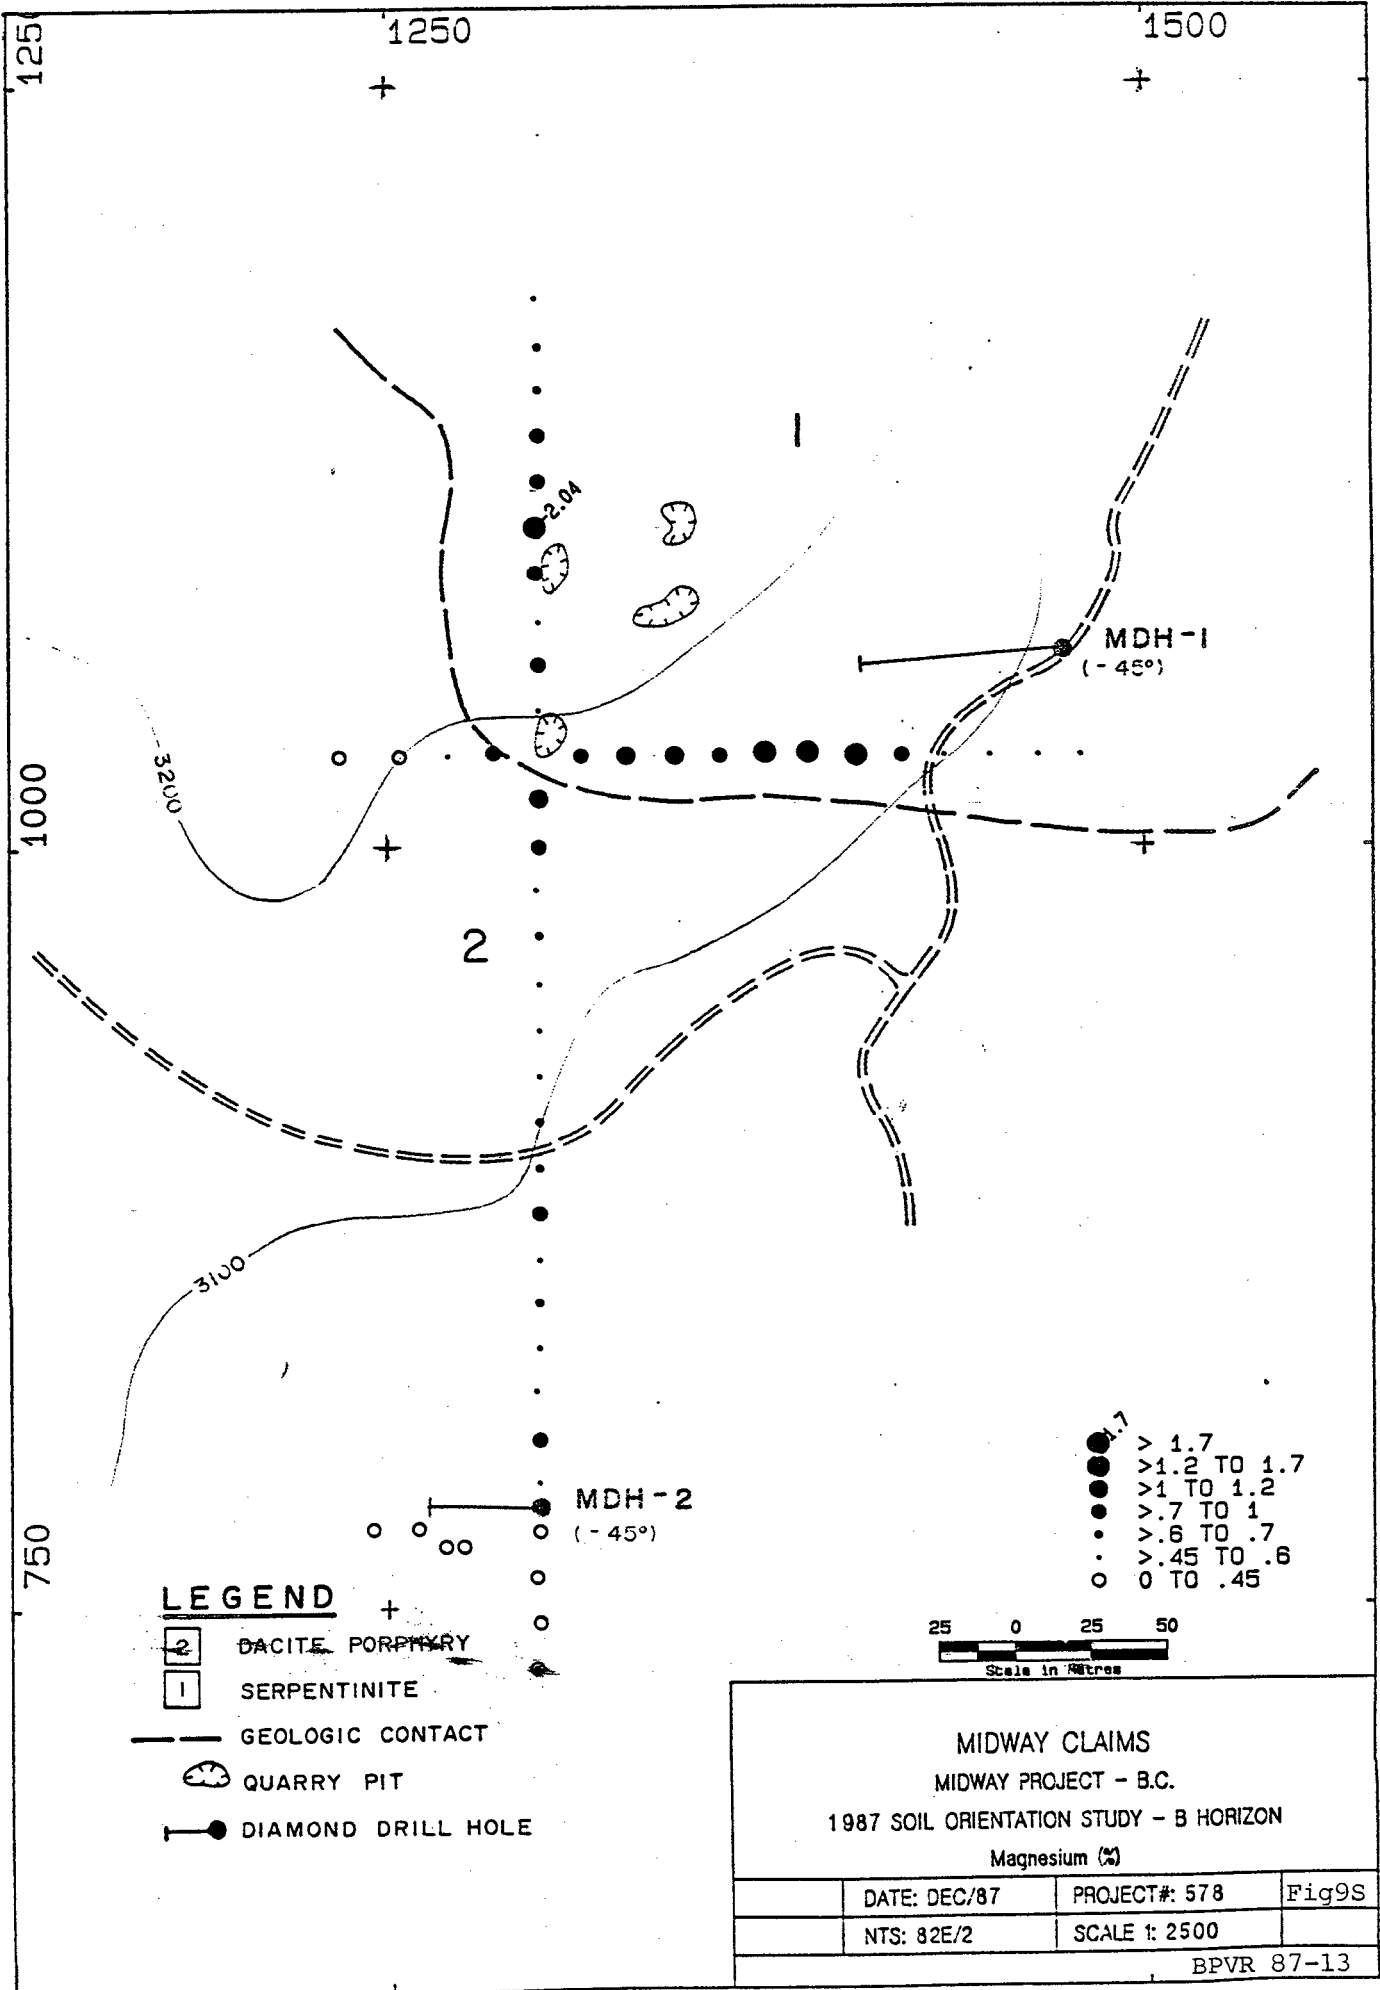 1250
1500
125
1
-2.04
MDH-1
(-45°)
3200
1000
2
3100
1.7
> 1.7
>1.2 TO 1.7
>1 TO 1.2
>.7 TO 1
>.6 TO .7
>.45 TO .6
0 TO .45
MDH-2
(-45°)
750
LEGEND
2 DACITE PORPHYRY
1 SERPENTINITE
GEOLOGIC CONTACT
QUARRY PIT
DIAMOND DRILL HOLE
25 0 25 50
Scale in Metres
MIDWAY CLAIMS
MIDWAY PROJECT - B.C.
1987 SOIL ORIENTATION STUDY - B HORIZON
Magnesium (%)
DATE: DEC/87 PROJECT#: 578 Fig9S
NTS: 82E/2 SCALE 1: 2500
BPVR 87-13